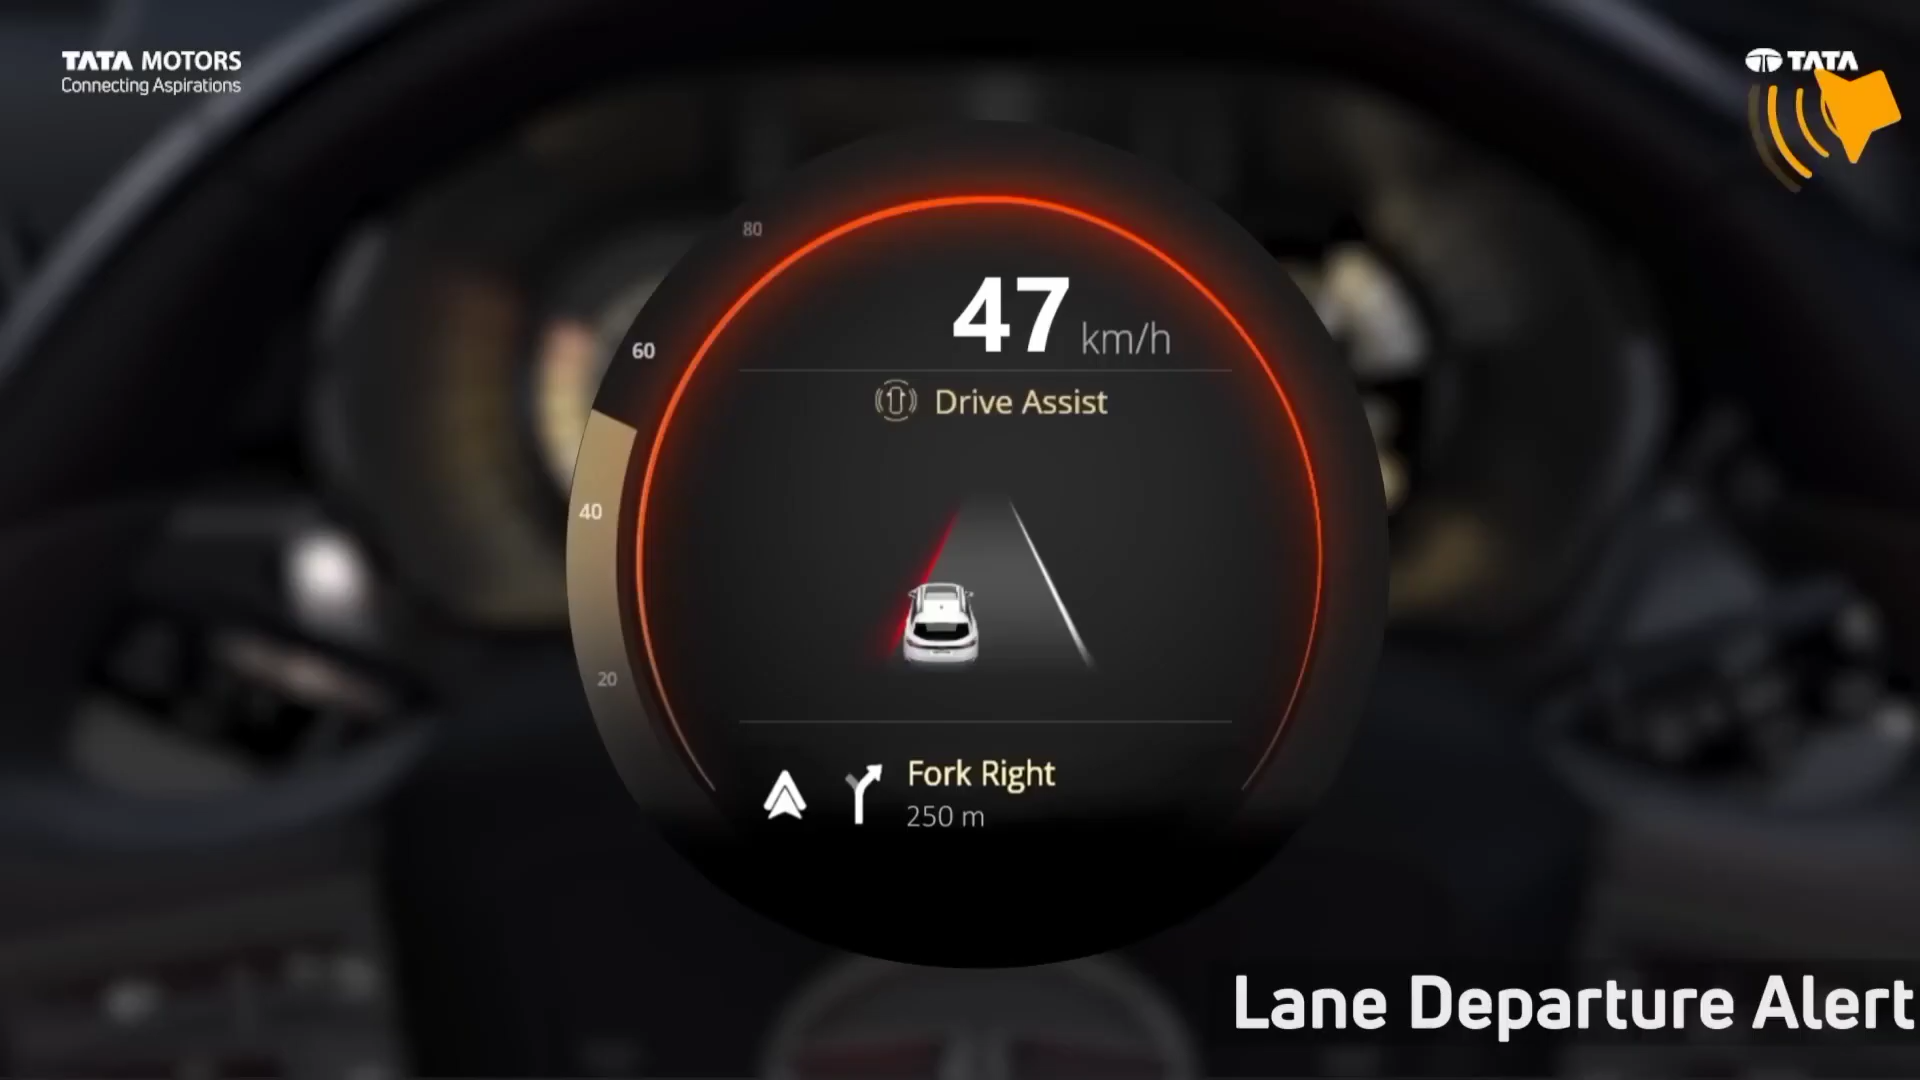 TATA MOTORS
Connecting Aspirations
TATA
80
47 km/h
60
Drive Assist
40
20
Fork Right
250 m
Lane Departure Alert